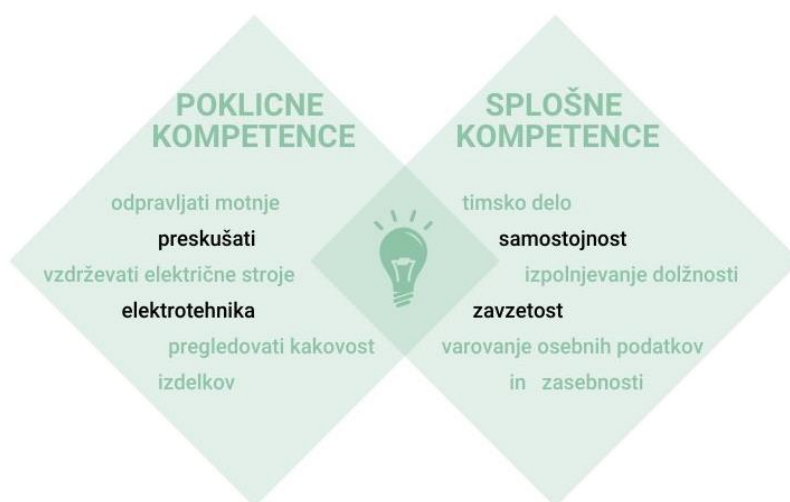 POKLICNE
KOMPETENCE
odpravljati motnje
preskušati
vzdrževati električne stroje
elektrotehnika
pregledovati kakovost
izdelkov
SPLOŠNE
KOMPETENCE
timsko delo
samostojnost
izpolnjevanje dolžnosti
zavzetost
varovanje osebnih podatkov
in zasebnosti